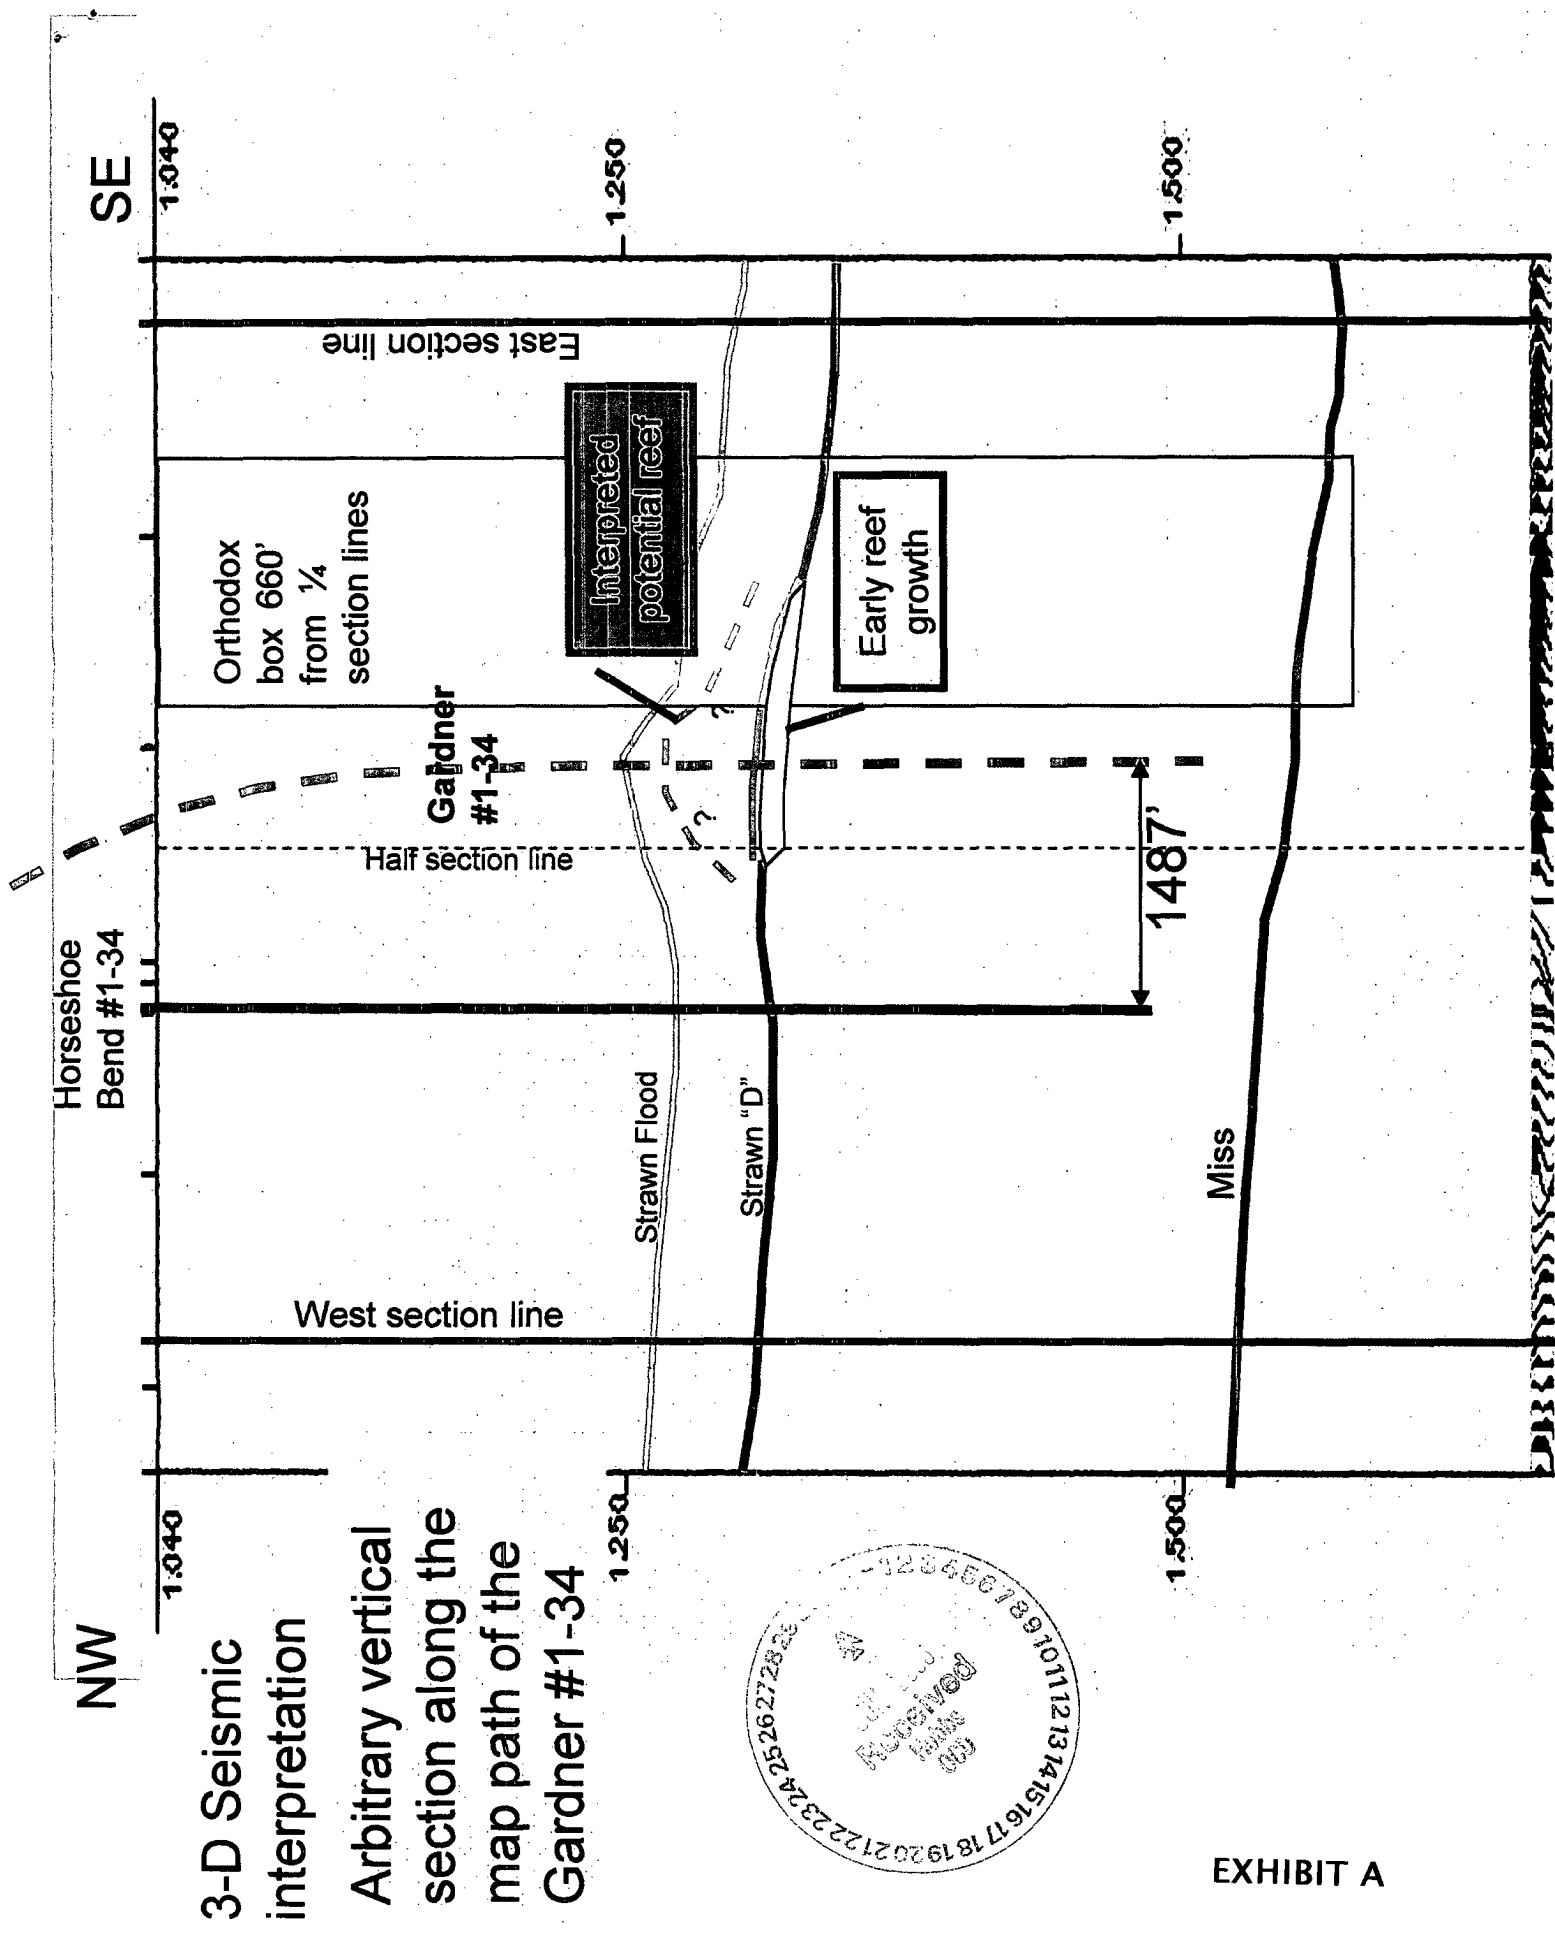 3-D Seismic
interpretation
Arbitrary vertical
section along the
map path of the
Gardner #1-34
NW
SE
Horseshoe
Bend #1-34
1.040
1.040
Orthodox
box 660'
from ¼
section lines
West section line
Half section line
East section line
Gardner
#1-34
Interpreted
potential reef
1.250
1.250
Strawn Flood
?
?
Strawn "D"
Early reef
growth
1487'
1.500
1.500
Miss
Received
Hobbs
OCD
EXHIBIT A